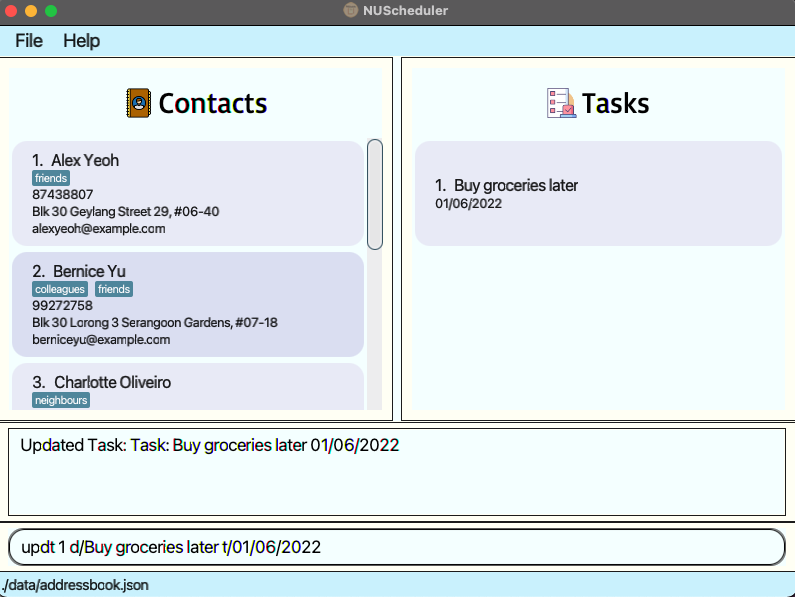 NUScheduler
File Help
Contacts
1. Alex Yeoh
friends
87438807
Blk 30 Geylang Street 29, #06-40
alexyeoh@example.com
2. Bernice Yu
colleagues friends
99272758
Blk 30 Lorong 3 Serangoon Gardens, #07-18
berniceyu@example.com
3. Charlotte Oliveiro
neighbours
Tasks
1. Buy groceries later
01/06/2022
Updated Task: Task: Buy groceries later 01/06/2022
updt 1 d/Buy groceries later t/01/06/2022
./data/addressbook.json